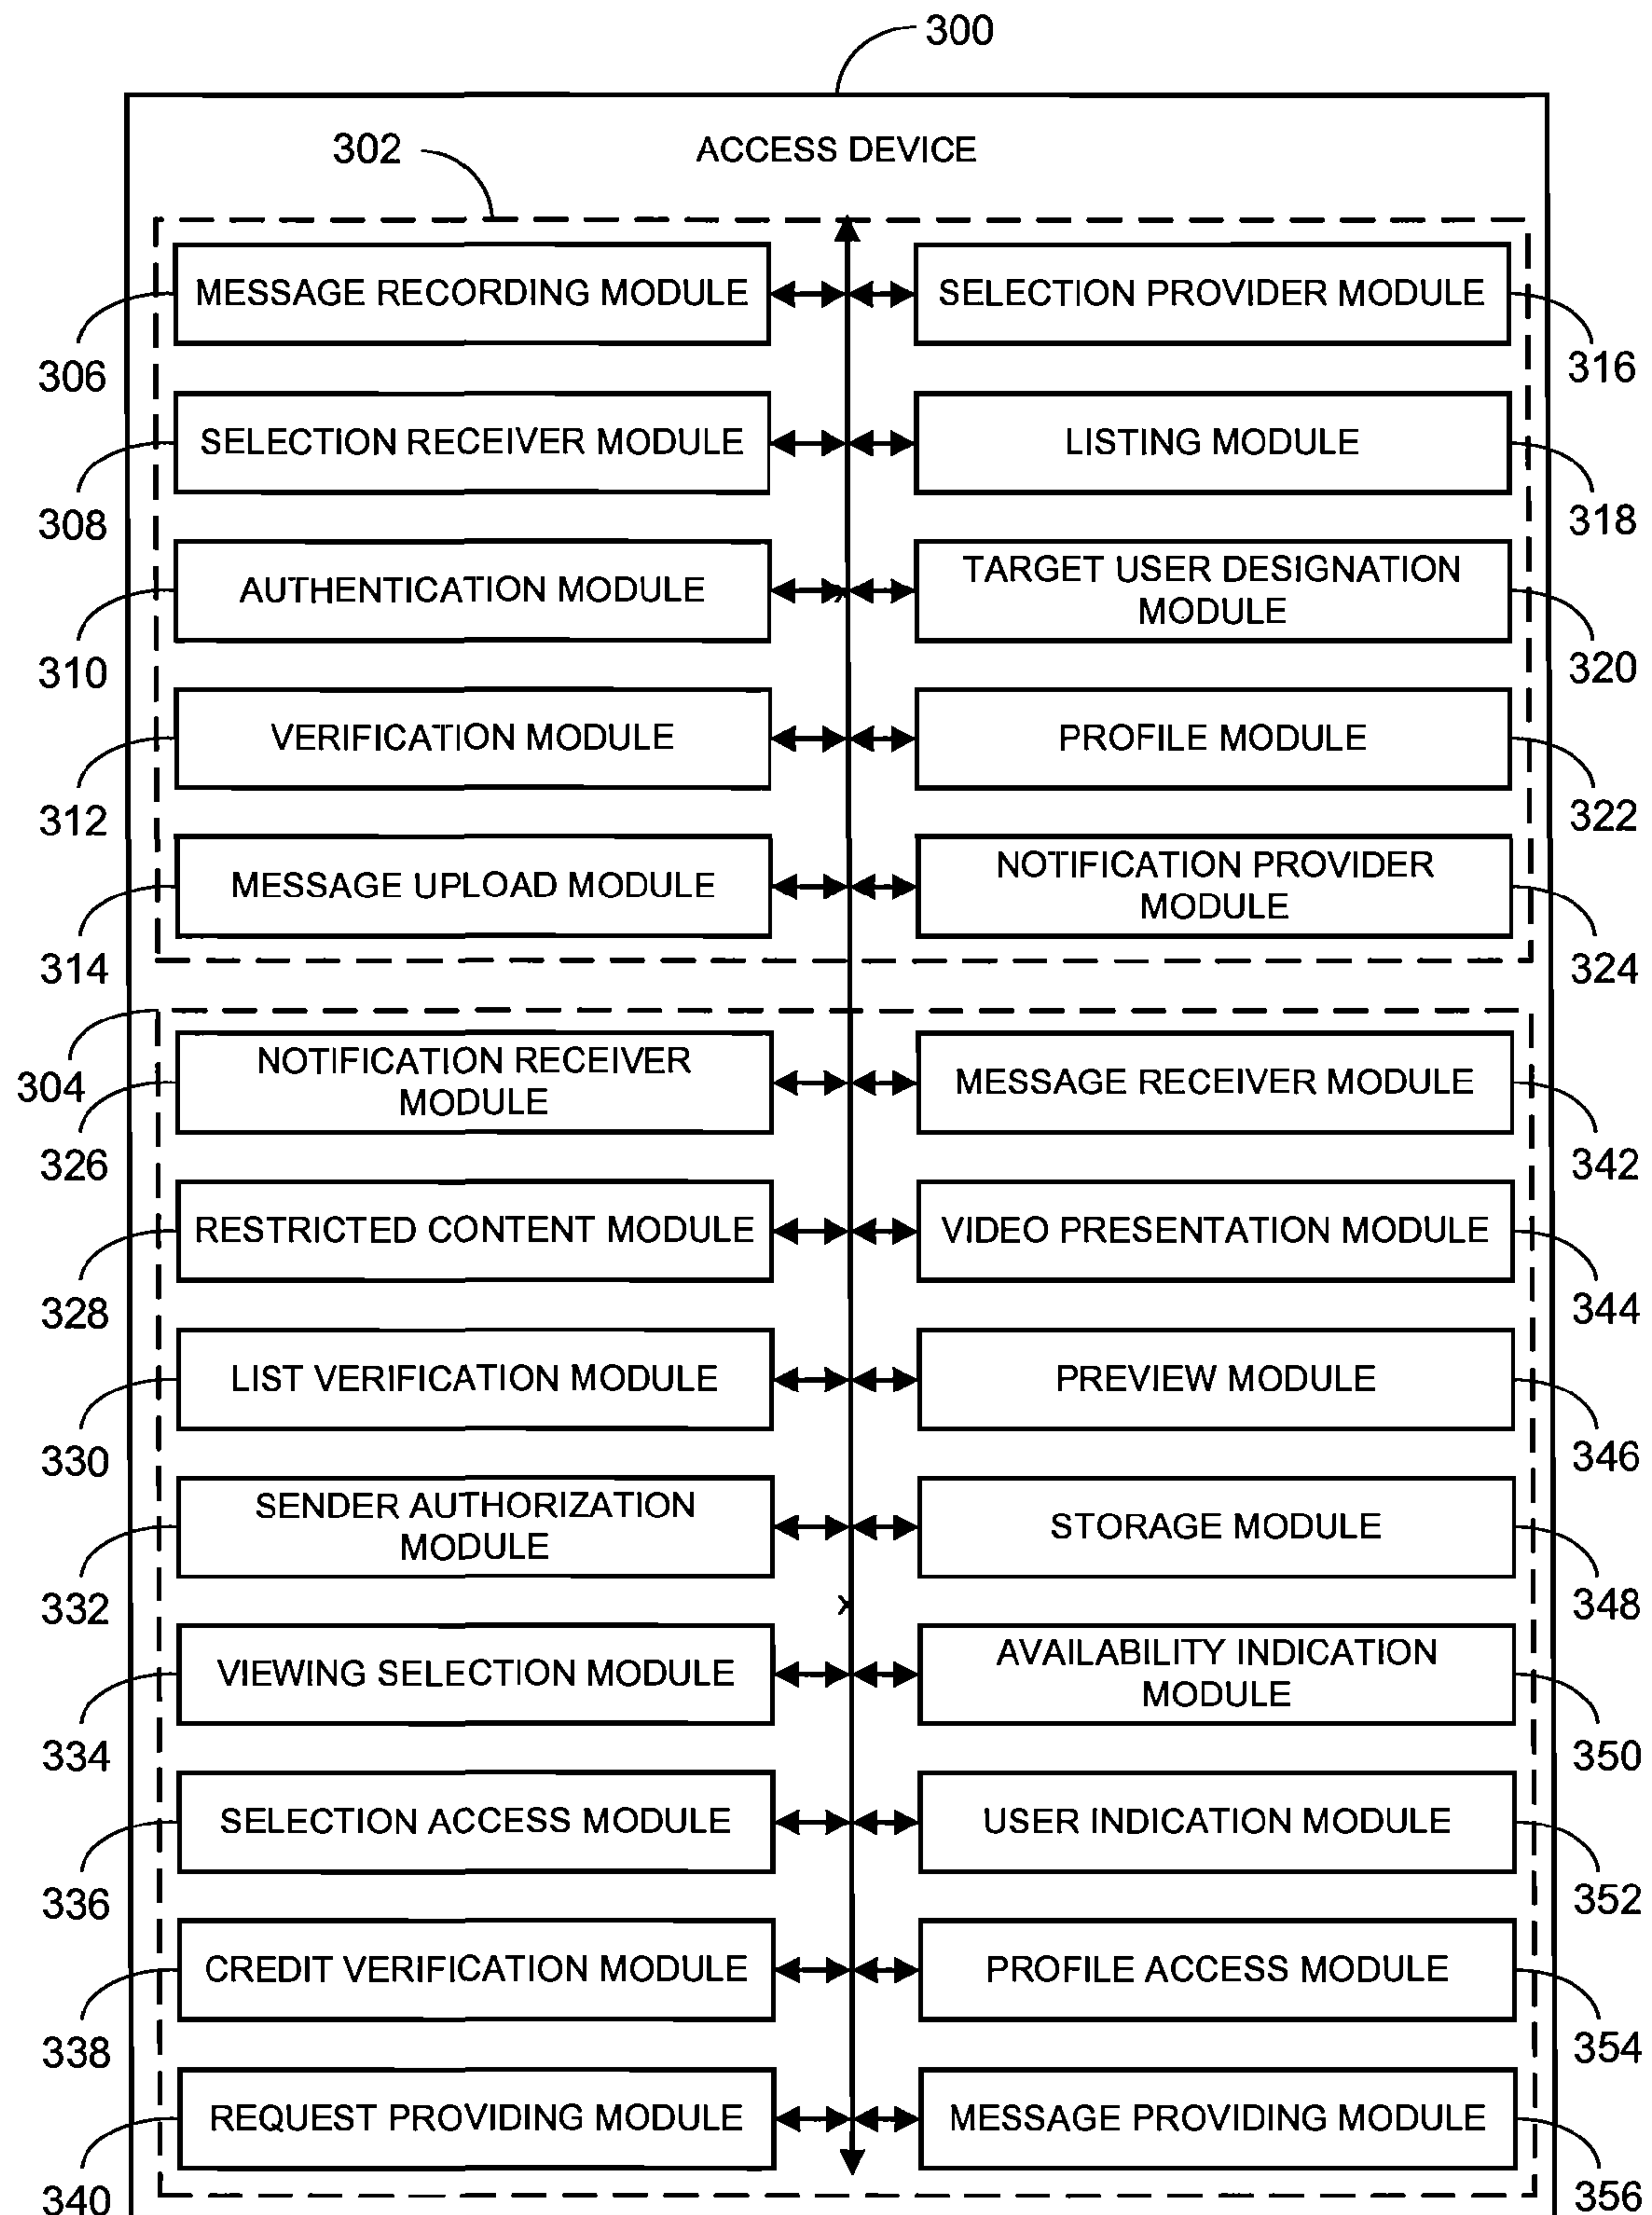 300
302
ACCESS DEVICE
MESSAGE RECORDING MODULE
SELECTION PROVIDER MODULE
306
316
SELECTION RECEIVER MODULE
LISTING MODULE
308
318
AUTHENTICATION MODULE
TARGET USER DESIGNATION
MODULE
310
320
VERIFICATION MODULE
PROFILE MODULE
312
322
MESSAGE UPLOAD MODULE
NOTIFICATION PROVIDER
MODULE
314
324
304
NOTIFICATION RECEIVER
MODULE
MESSAGE RECEIVER MODULE
326
342
RESTRICTED CONTENT MODULE
VIDEO PRESENTATION MODULE
328
344
LIST VERIFICATION MODULE
PREVIEW MODULE
330
346
SENDER AUTHORIZATION
MODULE
STORAGE MODULE
332
348
x
VIEWING SELECTION MODULE
AVAILABILITY INDICATION
MODULE
334
350
SELECTION ACCESS MODULE
USER INDICATION MODULE
336
352
CREDIT VERIFICATION MODULE
PROFILE ACCESS MODULE
338
354
REQUEST PROVIDING MODULE
MESSAGE PROVIDING MODULE
340
356